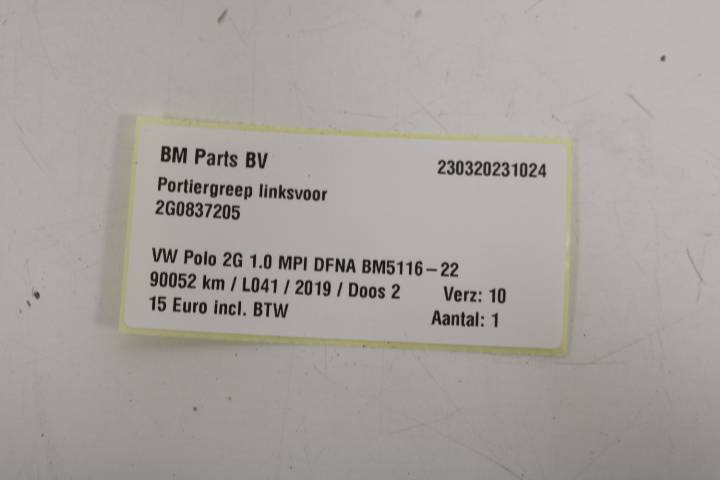 BM Parts BV 230320231024
Portiergreep linksvoor
2G0837205
VW Polo 2G 1.0 MPI DFNA BM5116-22
90052 km / L041 / 2019 / Doos 2 Verz: 10
15 Euro incl. BTW Aantal: 1